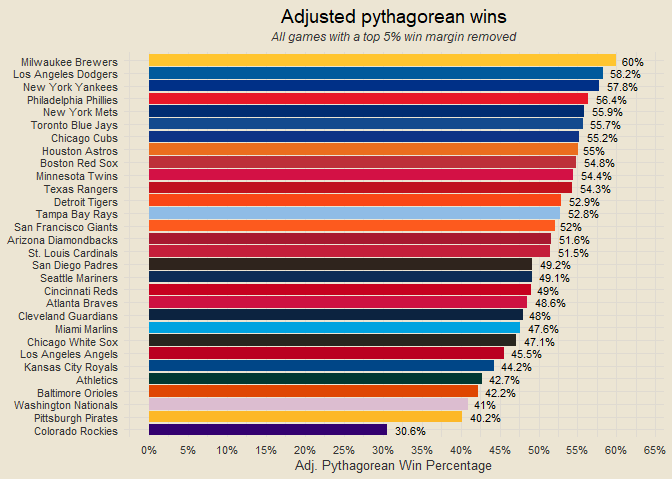 Adjusted pythagorean wins
All games with a top 5% win margin removed
Milwaukee Brewers 60%
Los Angeles Dodgers 58.2%
New York Yankees 57.8%
Philadelphia Phillies 56.4%
New York Mets 55.9%
Toronto Blue Jays 55.7%
Chicago Cubs 55.2%
Houston Astros 55%
Boston Red Sox 54.8%
Minnesota Twins 54.4%
Texas Rangers 54.3%
Detroit Tigers 52.9%
Tampa Bay Rays 52.8%
San Francisco Giants 52%
Arizona Diamondbacks 51.6%
St. Louis Cardinals 51.5%
San Diego Padres 49.2%
Seattle Mariners 49.1%
Cincinnati Reds 49%
Atlanta Braves 48.6%
Cleveland Guardians 48%
Miami Marlins 47.6%
Chicago White Sox 47.1%
Los Angeles Angels 45.5%
Kansas City Royals 44.2%
Athletics 42.7%
Baltimore Orioles 42.2%
Washington Nationals 41%
Pittsburgh Pirates 40.2%
Colorado Rockies 30.6%
0% 5% 10% 15% 20% 25% 30% 35% 40% 45% 50% 55% 60% 65%
Adj. Pythagorean Win Percentage